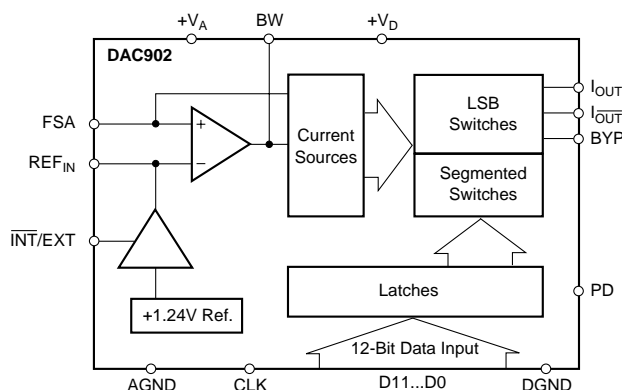 +VA
BW
+VD
DAC902
FSA
+
REFIN
−
INT/EXT
+1.24V Ref.
Current
Sources
LSB
Switches
Segmented
Switches
IOUT
IOUT
BYP
Latches
PD
12-Bit Data Input
AGND
CLK
D11...D0
DGND